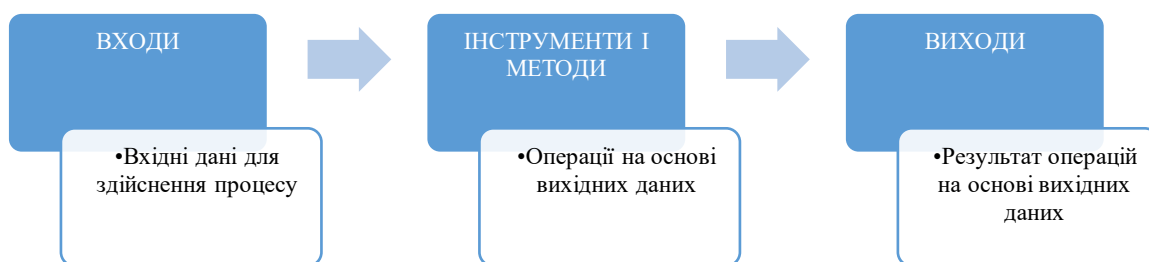 ВХОДИ
•Вхідні дані для
здійснення процесу
ІНСТРУМЕНТИ І
МЕТОДИ
•Операції на основі
вихідних даних
ВИХОДИ
•Результат операцій
на основі вихідних
даних